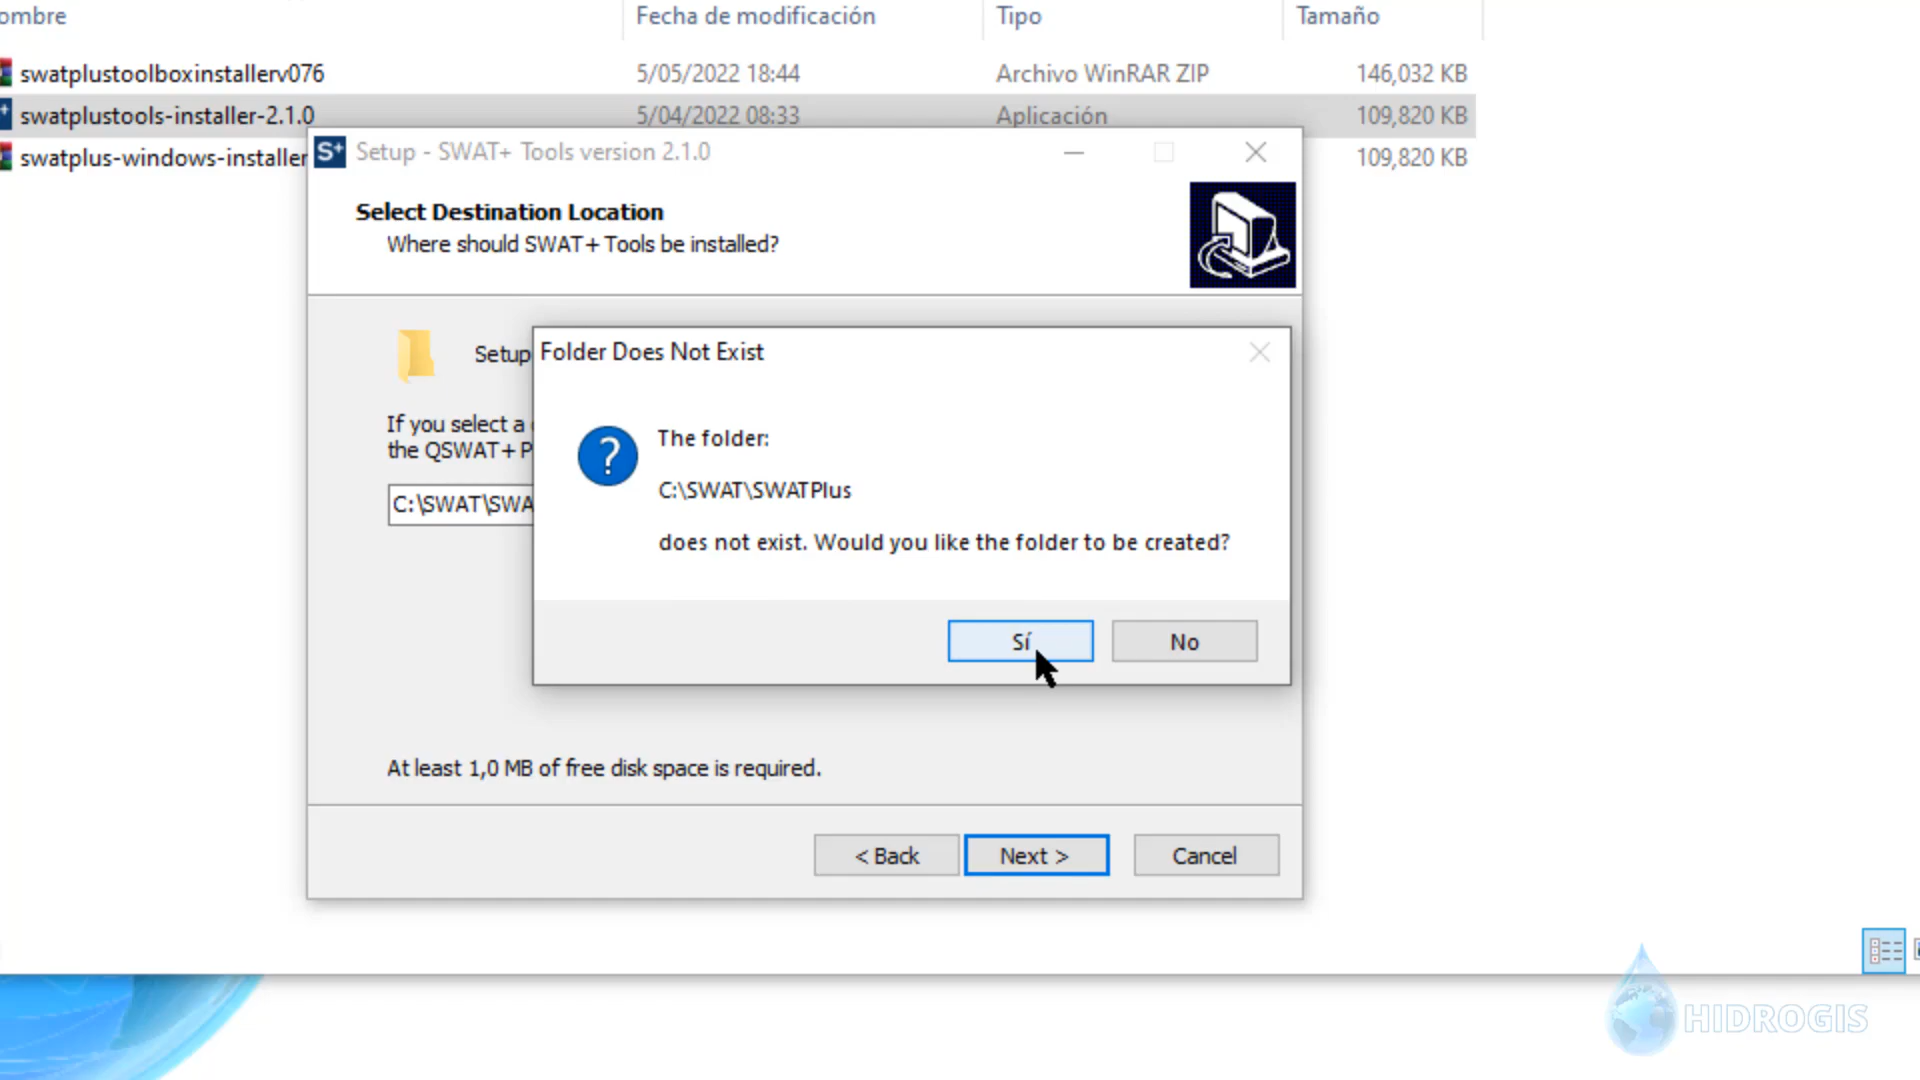 ombre Fecha de modificación Tipo Tamaño
swatplustoolboxinstallerv076 5/05/2022 18:44 Archivo WinRAR ZIP 146,032 KB
swatplustools-installer-2.1.0 5/04/2022 08:33 Aplicación 109,820 KB
swatplus-windows-installer 109,820 KB
S+ Setup - SWAT+ Tools version 2.1.0
Select Destination Location
Where should SWAT+ Tools be installed?
Setup
If you select a
the QSWAT+ P
C:\SWAT\SWA
Folder Does Not Exist
The folder:
C:\SWAT\SWATPlus
does not exist. Would you like the folder to be created?
Sí No
At least 1,0 MB of free disk space is required.
< Back Next > Cancel
HIDROGIS